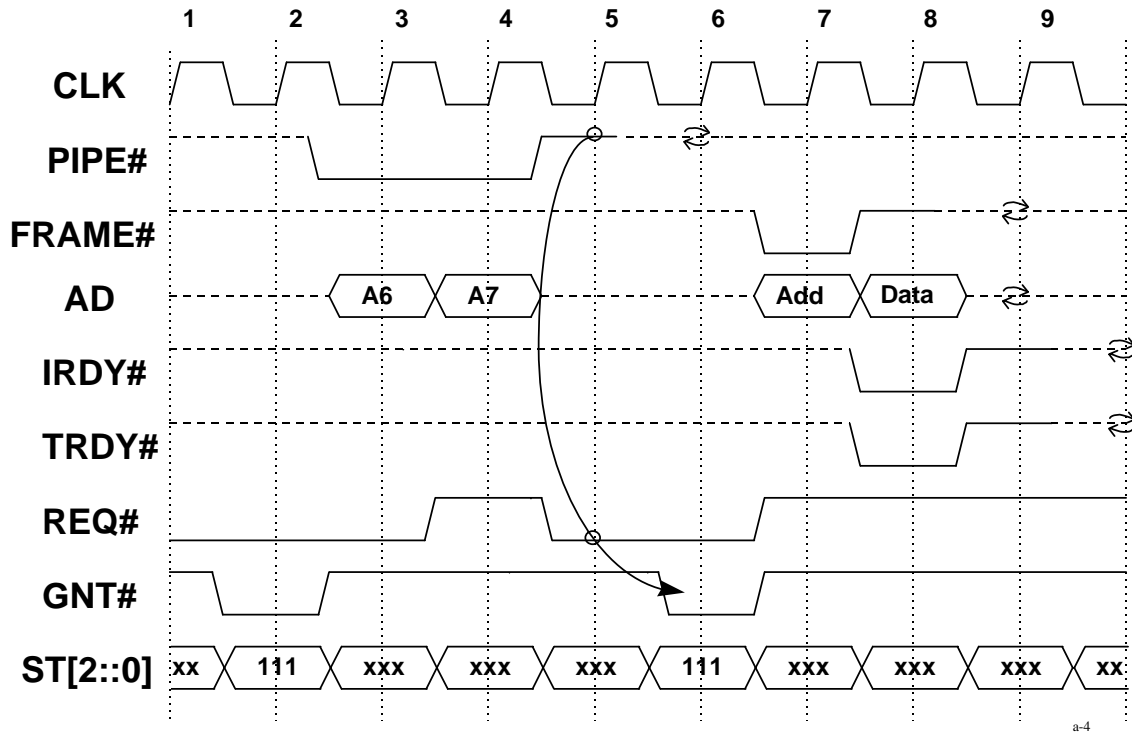 1 2 3 4 5 6 7 8 9
CLK
PIPE#
FRAME#
AD A6 A7 Add Data
IRDY#
TRDY#
REQ#
GNT#
ST[2::0] xx 111 xxx xxx xxx 111 xxx xxx xxx xx
a-4